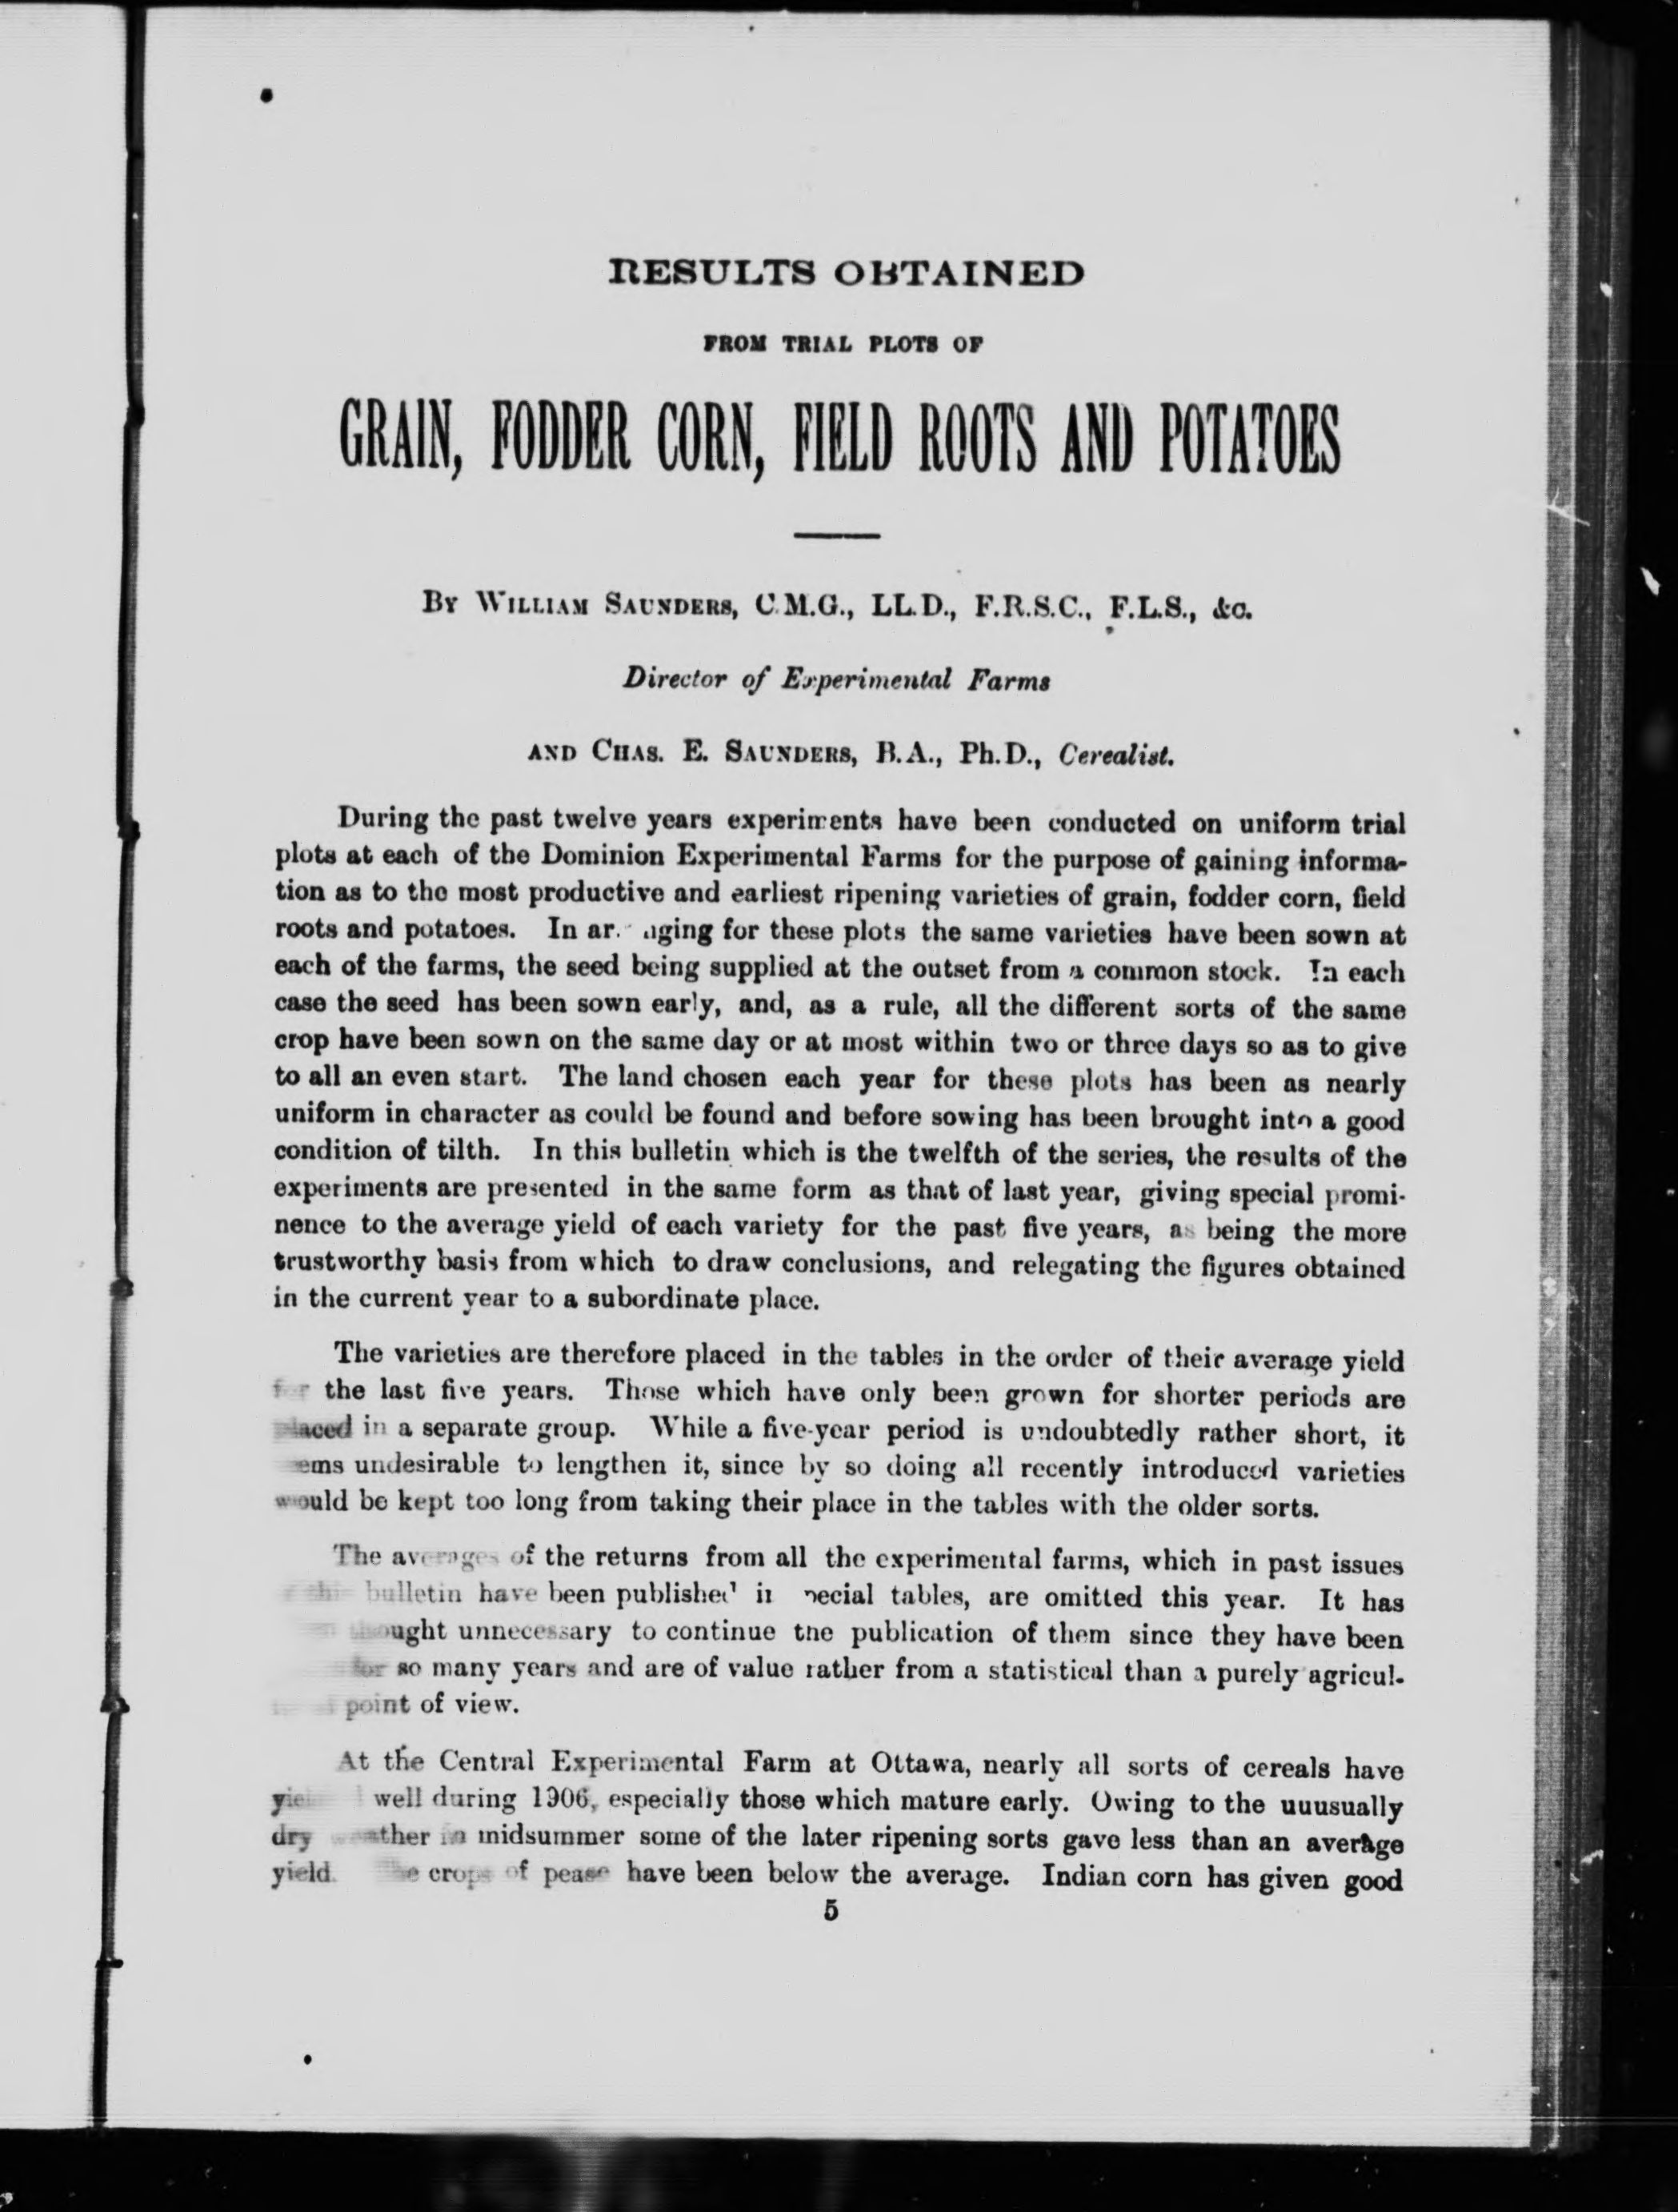 RESULTS OBTAINED
FROM TRIAL PLOTS OF
GRAIN, FODDER CORN, FIELD ROOTS AND POTATOES
By William Saunders, C.M.G., LL.D., F.R.S.C., F.L.S., &c.
Director of Experimental Farms
and Chas. E. Saunders, B.A., Ph.D., Cerealist.
During the past twelve years experiments have been conducted on uniform trial
plots at each of the Dominion Experimental Farms for the purpose of gaining informa-
tion as to the most productive and earliest ripening varieties of grain, fodder corn, field
roots and potatoes. In for these plots the same varieties have been sown at
each of the farms, the seed being supplied at the outset from a common stock. In each
case the seed has been sown early, and, as a rule, all the different sorts of the same
crop have been sown on the same day or at most within two or three days so as to give
to all an even start. The land chosen each year for these plots has been as nearly
uniform in character as could be found and before sowing has been brought into a good
condition of tilth. In this bulletin which is the twelfth of the series, the results of the
experiments are presented in the same form as that of last year, giving special promi-
nence to the average yield of each variety for the past five years, as being the more
trustworthy basis from which to draw conclusions, and relegating the figures obtained
in the current year to a subordinate place.
The varieties are therefore placed in the tables in the order of their average yield
for the last five years. Those which have only been grown for shorter periods are
placed in a separate group. While a five-year period is undoubtedly rather short, it
undesirable to lengthen it, since by so doing all recently introduced varieties
would be kept too long from taking their place in the tables with the older sorts.
The averages of the returns from all the experimental farms, which in past issues
bulletin have been published tables, are omitted this year. It has
unnecessary to continue the publication of them since they have been
for so many years and are of value rather from a statistical than a purely agricul-
point of view.
At the Central Experimental Farm at Ottawa, nearly all sorts of cereals have
well during 1906, especially those which mature early. Owing to the uuusually
dry in midsummer some of the later ripening sorts gave less than an average
yield. crops of pease have been below the average. Indian corn has given good
5